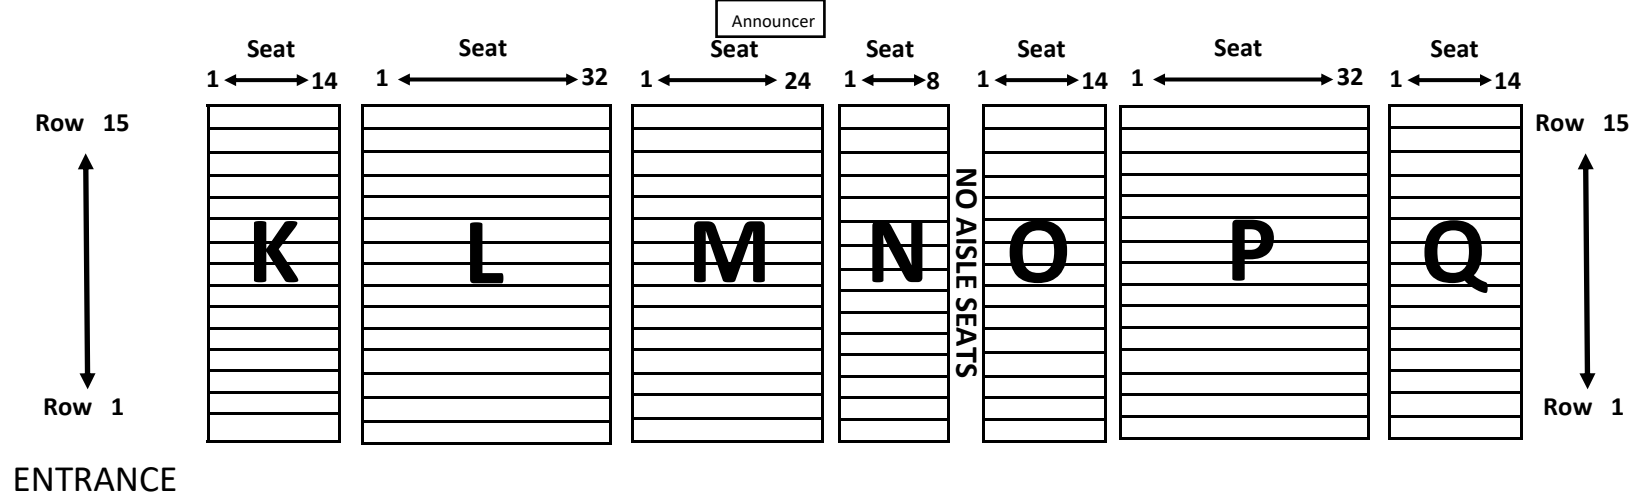 Announcer
Seat Seat Seat Seat Seat Seat Seat
1 14 1 32 1 24 1 8 1 14 1 32 1 14
Row 15 Row 15
NO AISLE SEATS
K L M N O P Q
Row 1 Row 1
ENTRANCE